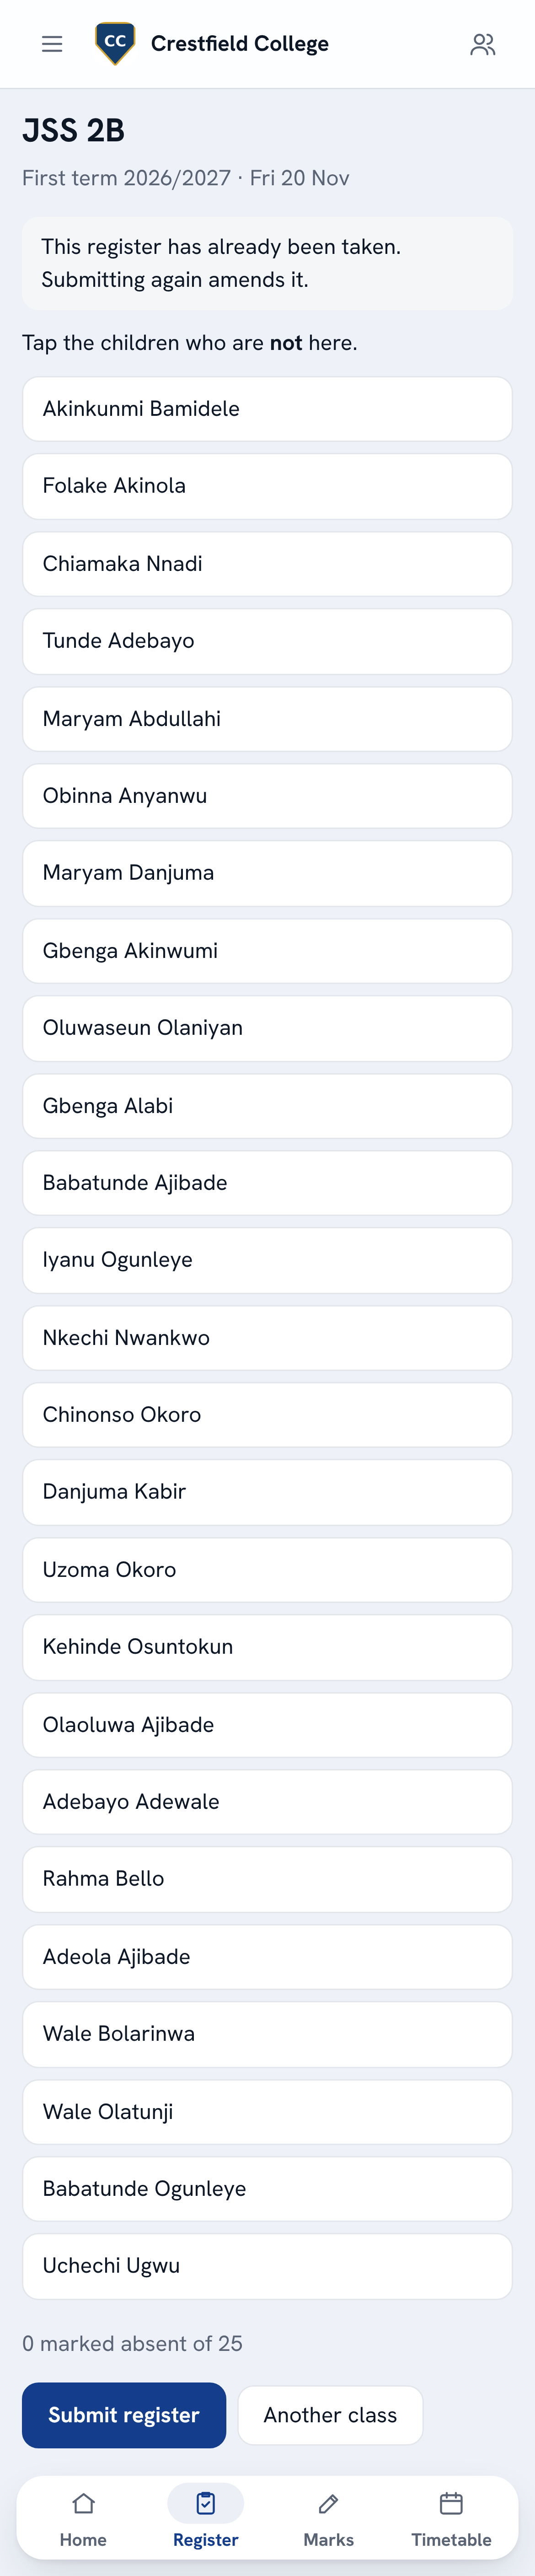 CC
Crestfield College
JSS 2B
First term 2026/2027 · Fri 20 Nov
This register has already been taken.
Submitting again amends it.
Tap the children who are not here.
Akinkunmi Bamidele
Folake Akinola
Chiamaka Nnadi
Tunde Adebayo
Maryam Abdullahi
Obinna Anyanwu
Maryam Danjuma
Gbenga Akinwumi
Oluwaseun Olaniyan
Gbenga Alabi
Babatunde Ajibade
Iyanu Ogunleye
Nkechi Nwankwo
Chinonso Okoro
Danjuma Kabir
Uzoma Okoro
Kehinde Osuntokun
Olaoluwa Ajibade
Adebayo Adewale
Rahma Bello
Adeola Ajibade
Wale Bolarinwa
Wale Olatunji
Babatunde Ogunleye
Uchechi Ugwu
0 marked absent of 25
Submit register
Another class
Home
Register
Marks
Timetable